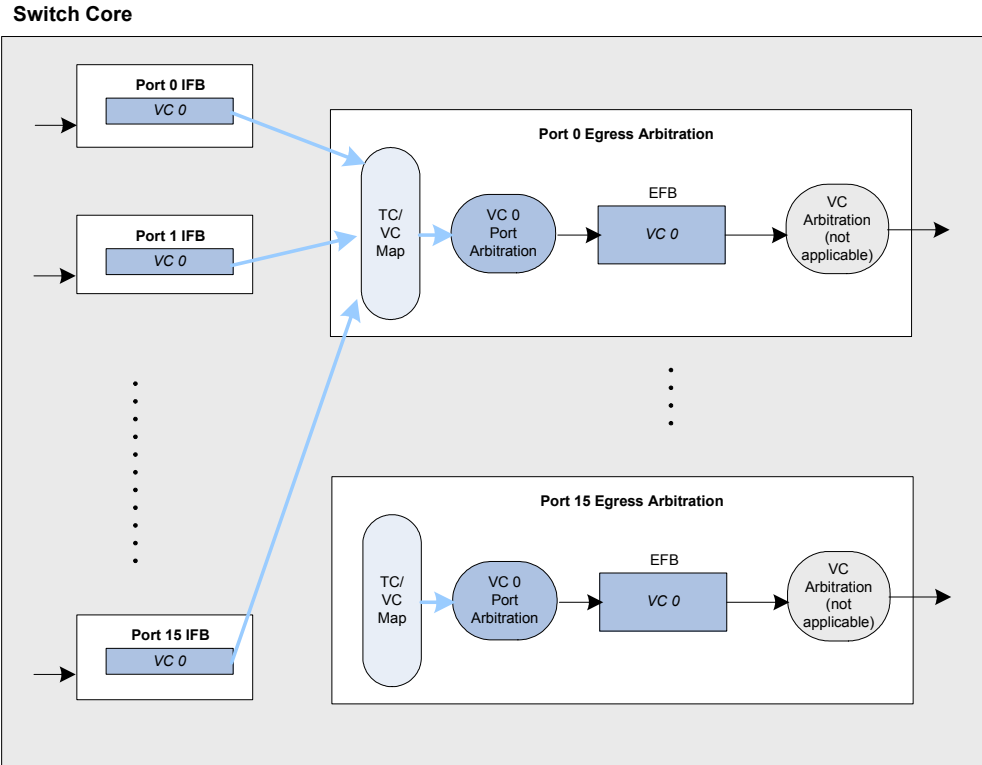 Switch Core
Port 0 IFB
VC 0
Port 1 IFB
VC 0
Port 15 IFB
VC 0
Port 0 Egress Arbitration
TC/
VC
Map
VC 0
Port
Arbitration
EFB
VC 0
VC
Arbitration
(not
applicable)
Port 15 Egress Arbitration
TC/
VC
Map
VC 0
Port
Arbitration
EFB
VC 0
VC
Arbitration
(not
applicable)